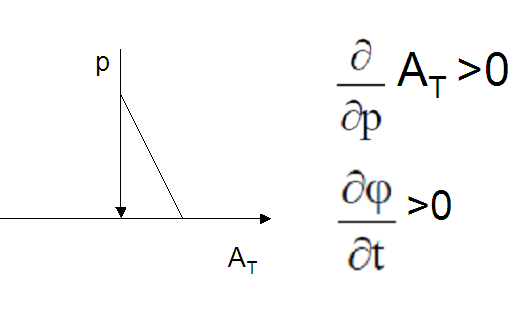 p
A_T
∂/∂p A_T >0
∂φ/∂t >0